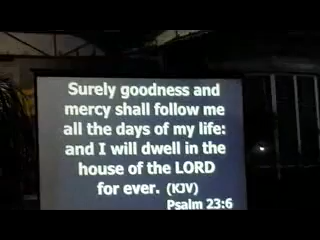 Surely goodness and
mercy shall follow me
all the days of my life:
and I will dwell in the
house of the LORD
for ever. (KJV)
Psalm 23:6